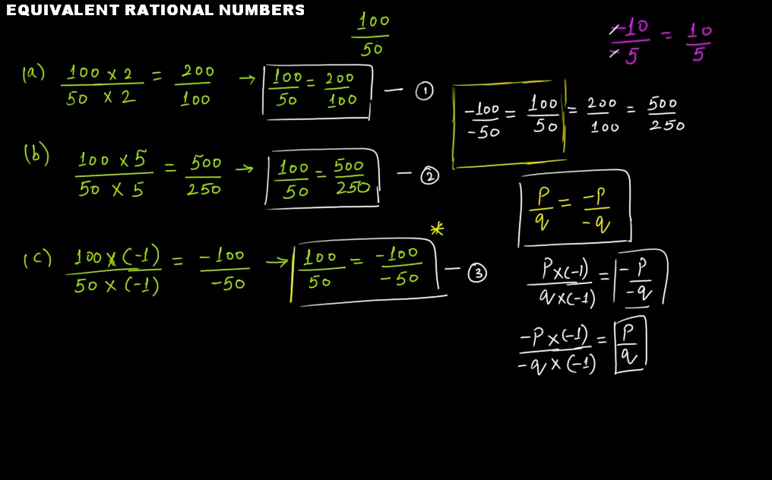 EQUIVALENT RATIONAL NUMBERS
100/50
(a) (100 × 2)/(50 × 2) = 200/100 → 100/50 = 200/100 — ①
(b) (100 × 5)/(50 × 5) = 500/250 → 100/50 = 500/250 — ②
(c) (100 × (-1))/(50 × (-1)) = -100/-50 → 100/50 = -100/-50 — ③
*
-10/-5 = 10/5
-100/-50 = 100/50 = 200/100 = 500/250
P/q = -P/-q
(P × (-1))/(q × (-1)) = -P/-q
(-P × (-1))/(-q × (-1)) = P/q